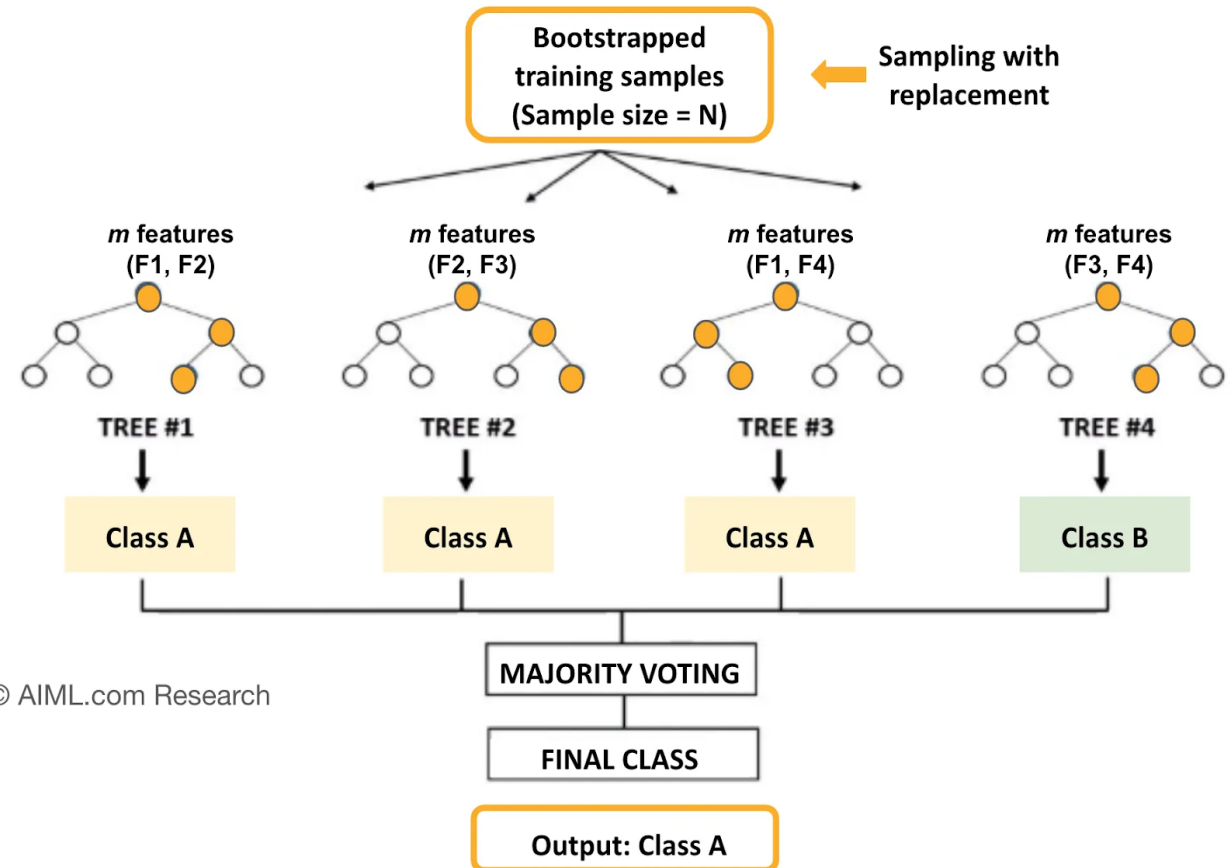 Bootstrapped
training samples
(Sample size = N)
Sampling with
replacement
m features
(F1, F2)
m features
(F2, F3)
m features
(F1, F4)
m features
(F3, F4)
TREE #1
TREE #2
TREE #3
TREE #4
Class A
Class A
Class A
Class B
MAJORITY VOTING
© AIML.com Research
FINAL CLASS
Output: Class A